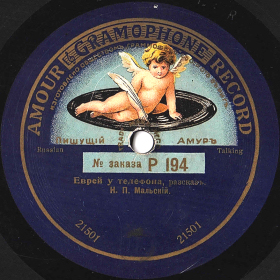 AMOUR GRAMOPHONE RECORD
Пишущій Амуръ
Russian Talking
№ заказа P 194
Еврей у телефона, разсказъ.
К. П. Мальскій.
21501 21501